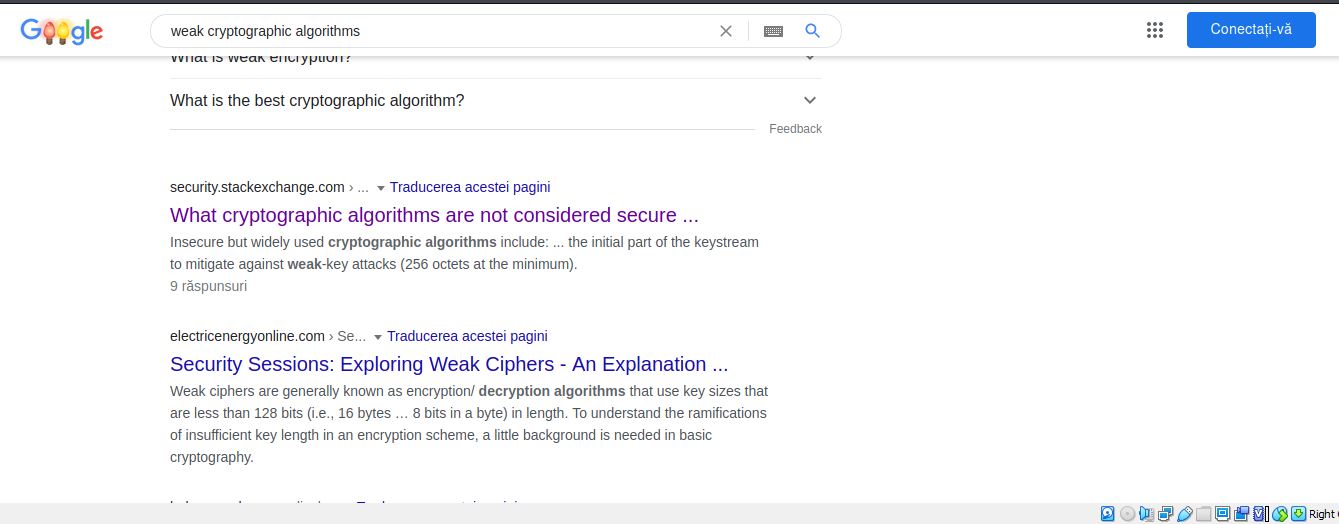 Google
weak cryptographic algorithms
Conectați-vă
What is weak encryption?
What is the best cryptographic algorithm?
Feedback
security.stackexchange.com › ... Traducerea acestei pagini
What cryptographic algorithms are not considered secure ...
Insecure but widely used cryptographic algorithms include: ... the initial part of the keystream
to mitigate against weak-key attacks (256 octets at the minimum).
9 răspunsuri
electricenergyonline.com › Se... Traducerea acestei pagini
Security Sessions: Exploring Weak Ciphers - An Explanation ...
Weak ciphers are generally known as encryption/ decryption algorithms that use key sizes that
are less than 128 bits (i.e., 16 bytes … 8 bits in a byte) in length. To understand the ramifications
of insufficient key length in an encryption scheme, a little background is needed in basic
cryptography.
Right